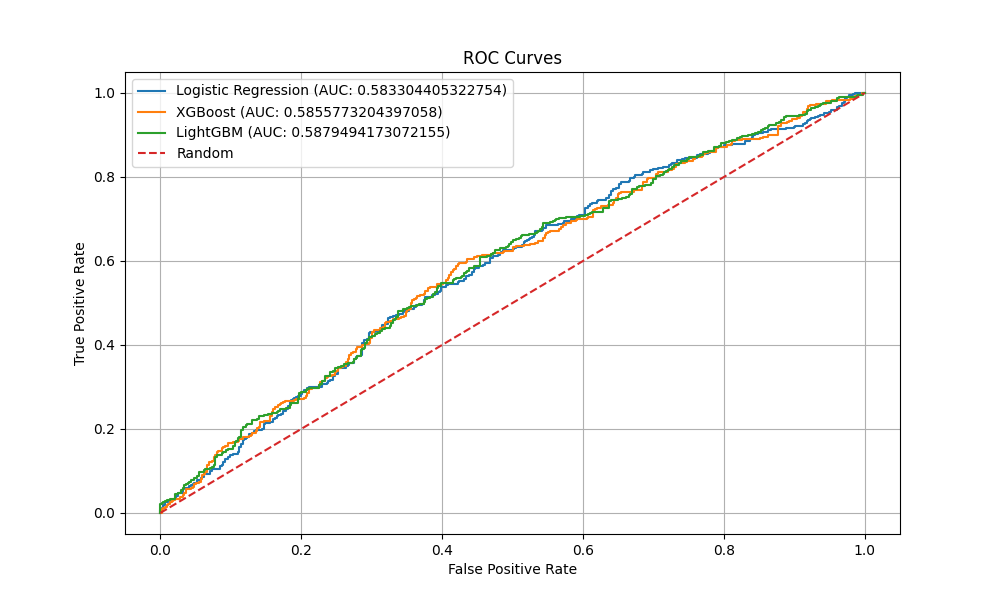 ROC Curves
Logistic Regression (AUC: 0.583304405322754)
XGBoost (AUC: 0.5855773204397058)
LightGBM (AUC: 0.5879494173072155)
Random
True Positive Rate
1.0
0.8
0.6
0.4
0.2
0.0
0.0 0.2 0.4 0.6 0.8 1.0
False Positive Rate